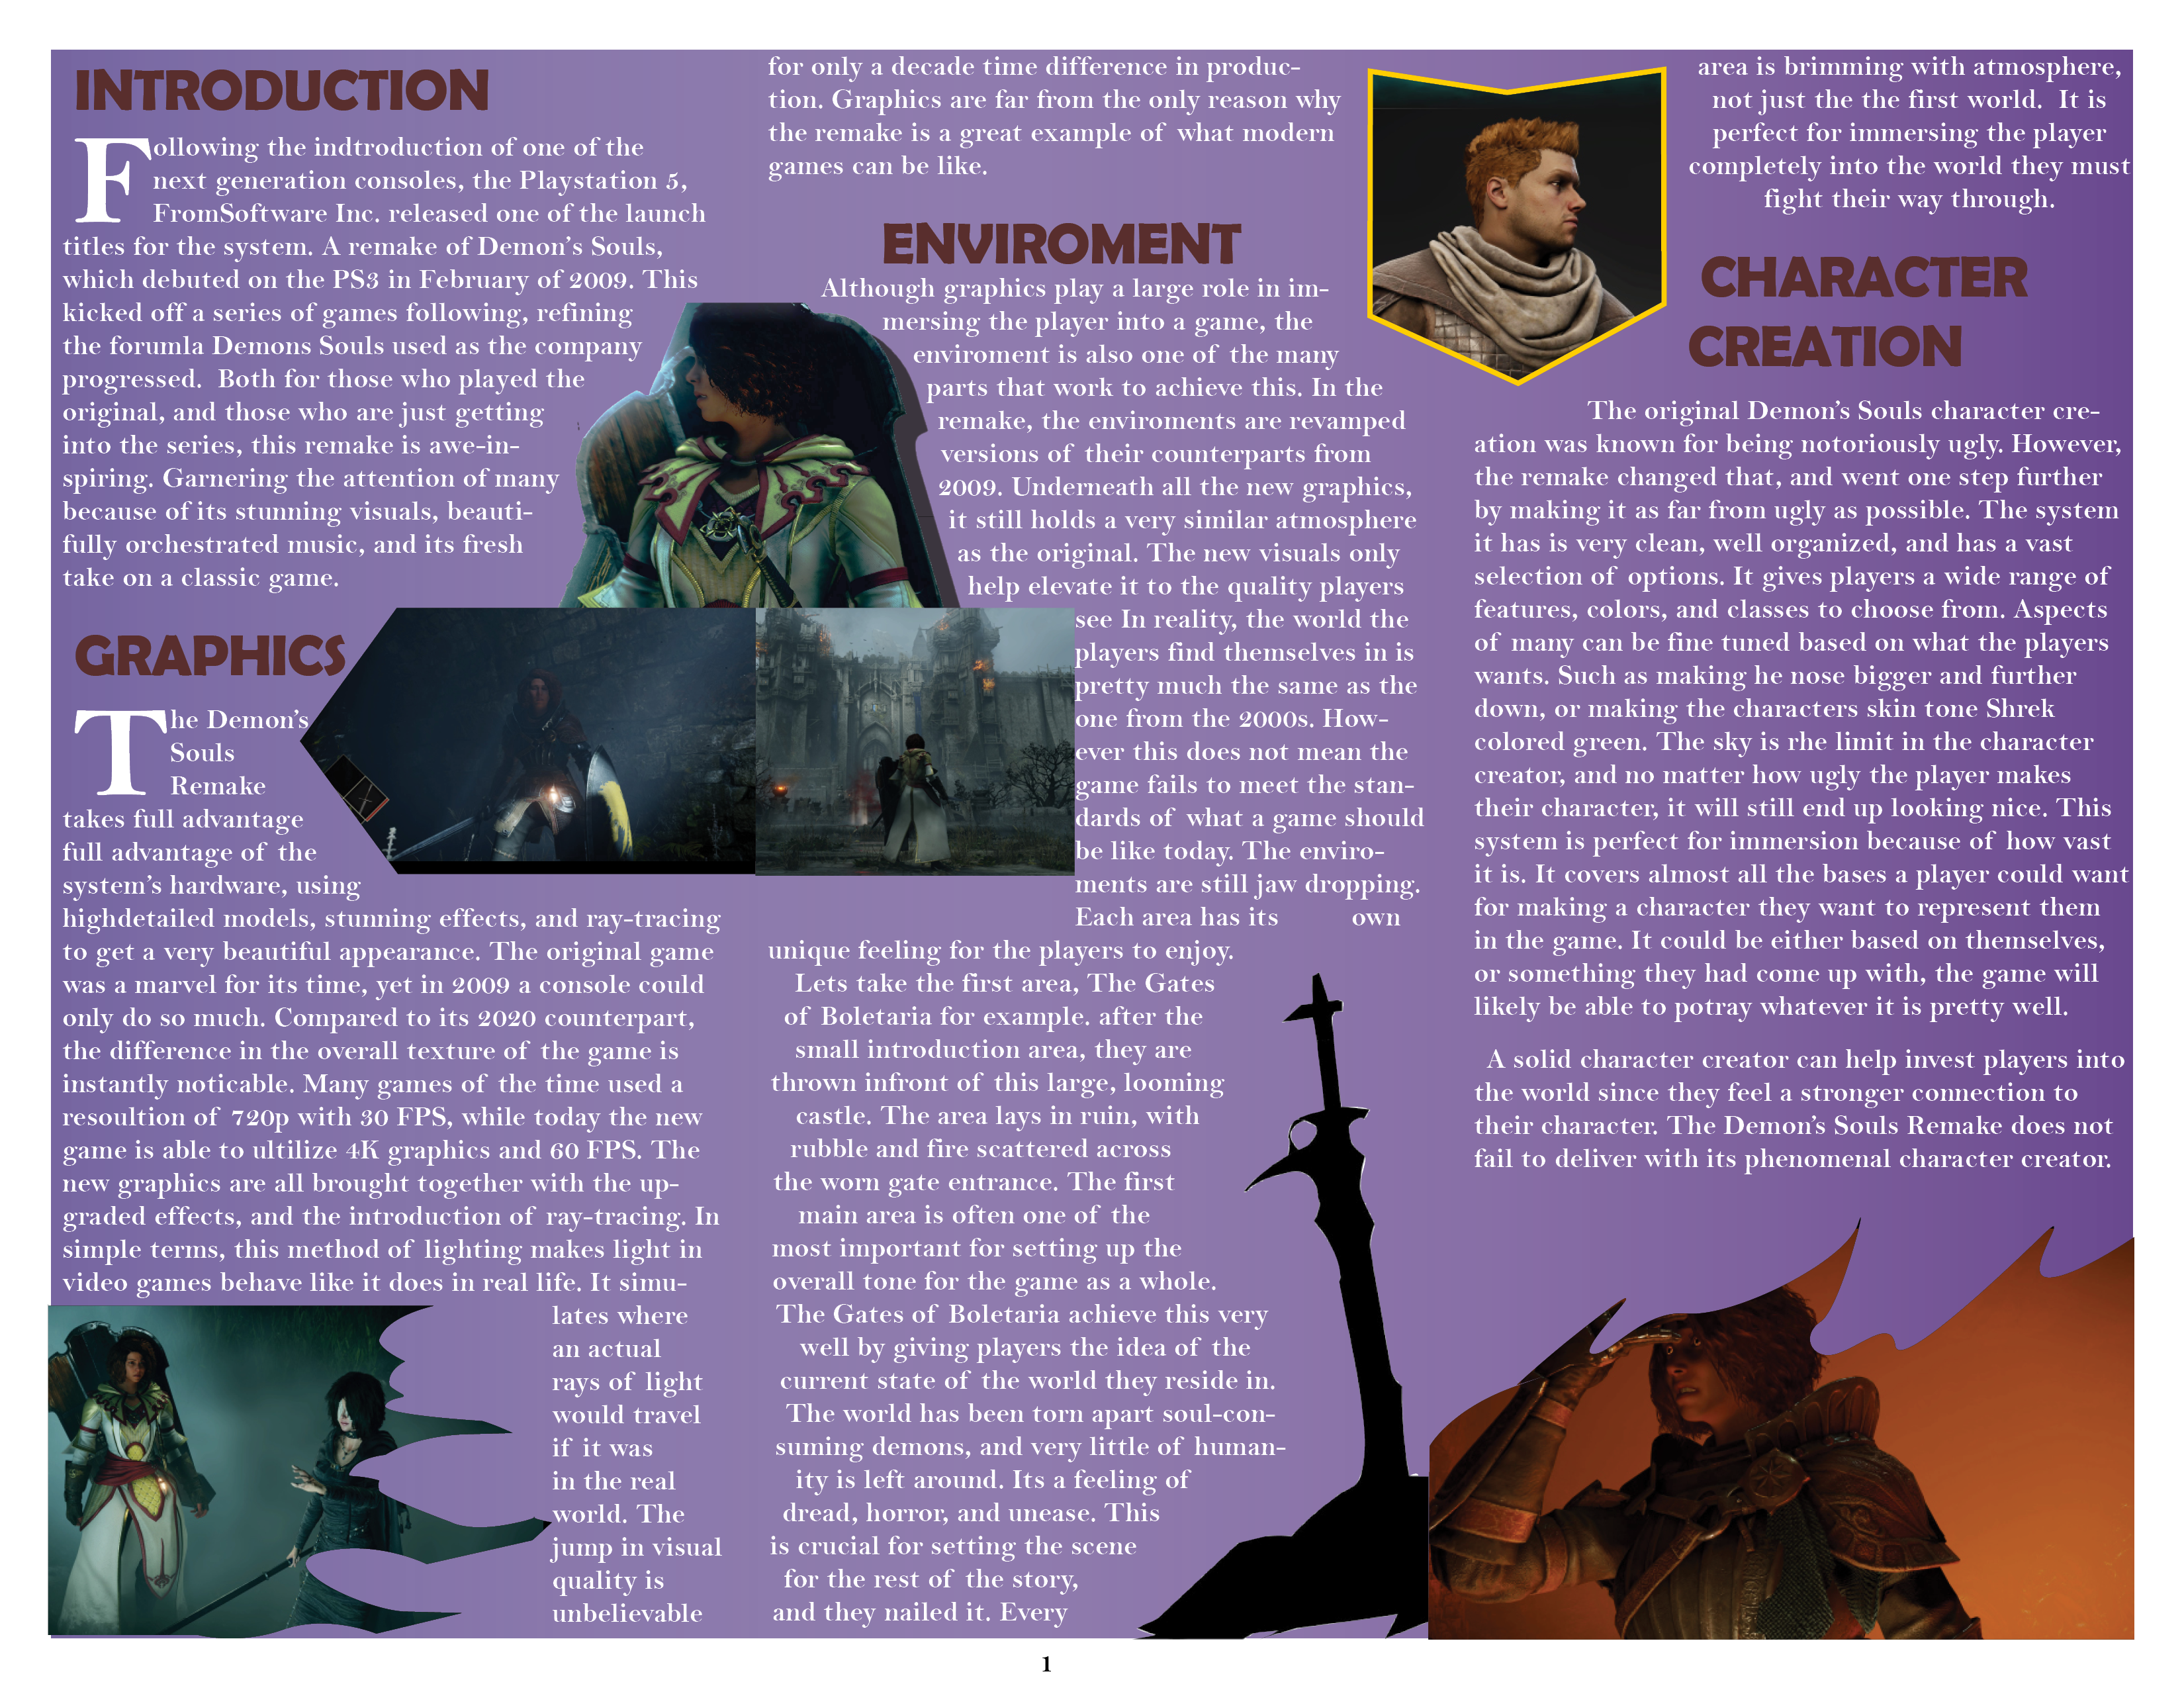 INTRODUCTION
Following the indtroduction of one of the
next generation consoles, the Playstation 5,
FromSoftware Inc. released one of the launch
titles for the system. A remake of Demon's Souls,
which debuted on the PS3 in February of 2009. This
kicked off a series of games following, refining
the forumla Demons Souls used as the company
progressed.  Both for those who played the
original, and those who are just getting
into the series, this remake is awe-in-
spiring. Garnering the attention of many
because of its stunning visuals, beauti-
fully orchestrated music, and its fresh
take on a classic game.
GRAPHICS
The Demon's
Souls
Remake
takes full advantage
full advantage of the
system's hardware, using
highdetailed models, stunning effects, and ray-tracing
to get a very beautiful appearance. The original game
was a marvel for its time, yet in 2009 a console could
only do so much. Compared to its 2020 counterpart,
the difference in the overall texture of the game is
instantly noticable. Many games of the time used a
resoultion of 720p with 30 FPS, while today the new
game is able to ultilize 4K graphics and 60 FPS. The
new graphics are all brought together with the up-
graded effects, and the introduction of ray-tracing. In
simple terms, this method of lighting makes light in
video games behave like it does in real life. It simu-
lates where
an actual
rays of light
would travel
if it was
in the real
world. The
jump in visual
quality is
unbelievable
for only a decade time difference in produc-
tion. Graphics are far from the only reason why
the remake is a great example of what modern
games can be like.
ENVIROMENT
Although graphics play a large role in im-
mersing the player into a game, the
enviroment is also one of the many
parts that work to achieve this. In the
remake, the enviroments are revamped
versions of their counterparts from
2009. Underneath all the new graphics,
it still holds a very similar atmosphere
as the original. The new visuals only
help elevate it to the quality players
see In reality, the world the
players find themselves in is
pretty much the same as the
one from the 2000s. How-
ever this does not mean the
game fails to meet the stan-
dards of what a game should
be like today. The enviro-
ments are still jaw dropping.
Each area has its own
unique feeling for the players to enjoy.
Lets take the first area, The Gates
of Boletaria for example. after the
small introduction area, they are
thrown infront of this large, looming
castle. The area lays in ruin, with
rubble and fire scattered across
the worn gate entrance. The first
main area is often one of the
most important for setting up the
overall tone for the game as a whole.
The Gates of Boletaria achieve this very
well by giving players the idea of the
current state of the world they reside in.
The world has been torn apart soul-con-
suming demons, and very little of human-
ity is left around. Its a feeling of
dread, horror, and unease. This
is crucial for setting the scene
for the rest of the story,
and they nailed it. Every
area is brimming with atmosphere,
not just the the first world.  It is
perfect for immersing the player
completely into the world they must
fight their way through.
CHARACTER
CREATION
The original Demon's Souls character cre-
ation was known for being notoriously ugly. However,
the remake changed that, and went one step further
by making it as far from ugly as possible. The system
it has is very clean, well organized, and has a vast
selection of options. It gives players a wide range of
features, colors, and classes to choose from. Aspects
of many can be fine tuned based on what the players
wants. Such as making he nose bigger and further
down, or making the characters skin tone Shrek
colored green. The sky is rhe limit in the character
creator, and no matter how ugly the player makes
their character, it will still end up looking nice. This
system is perfect for immersion because of how vast
it is. It covers almost all the bases a player could want
for making a character they want to represent them
in the game. It could be either based on themselves,
or something they had come up with, the game will
likely be able to potray whatever it is pretty well.
A solid character creator can help invest players into
the world since they feel a stronger connection to
their character. The Demon's Souls Remake does not
fail to deliver with its phenomenal character creator.
1